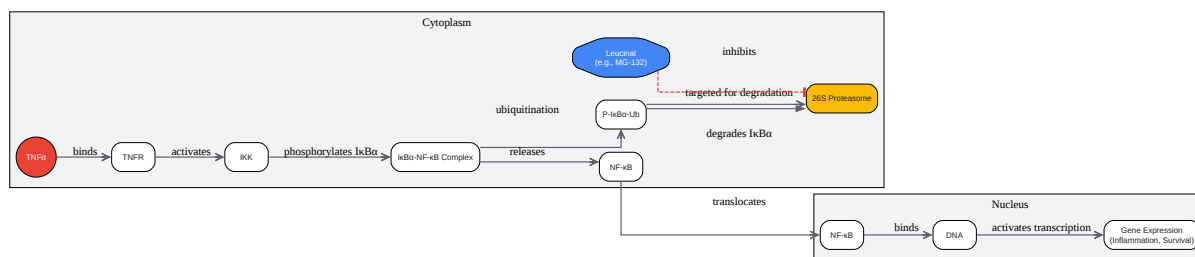 Cytoplasm
Leucinal
(e.g., MG-132)
inhibits
targeted for degradation
26S Proteasome
ubiquitination
P-IκBα-Ub
degrades IκBα
TNFα
binds
TNFR
activates
IKK
phosphorylates IκBα
IκBα-NF-κB Complex
releases
NF-κB
translocates
Nucleus
NF-κB
binds
DNA
activates transcription
Gene Expression
(Inflammation, Survival)